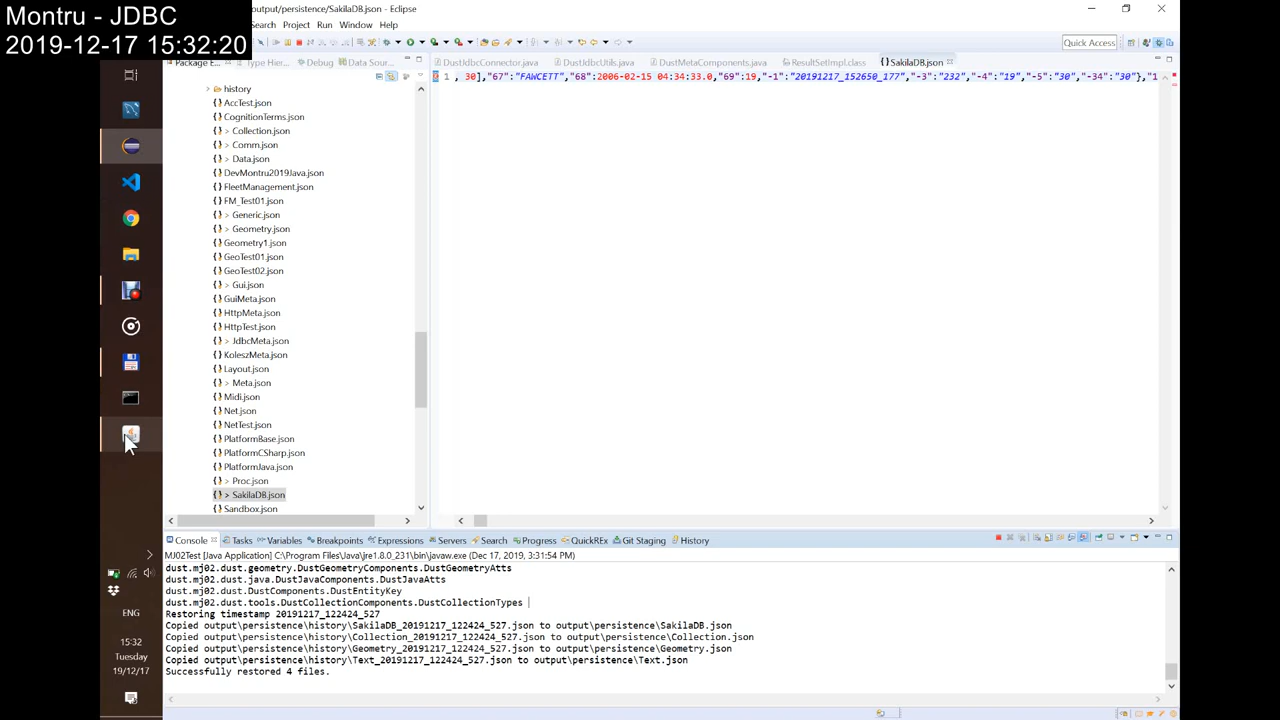 Montru - JDBC
2019-12-17 15:32:20
output/persistence/SakilaDB.json - Eclipse
Search Project Run Window Help
Quick Access
Package E... Type Hier... Debug Data Sour...
DustJdbcConnector.java DustJdbcUtils.java DustMetaComponents.java ResultSetImpl.class SakilaDB.json
1 , 30],"67":"FAWCETT","68":2006-02-15 04:34:33.0,"69":19,"-1":"20191217_152650_177","-3":"232","-4":"19","-5":"30","-34":"30"},"1
> history
AccTest.json
CognitionTerms.json
> Collection.json
> Comm.json
> Data.json
DevMontru2019Java.json
FleetManagement.json
FM_Test01.json
> Generic.json
> Geometry.json
Geometry1.json
GeoTest01.json
GeoTest02.json
> Gui.json
GuiMeta.json
HttpMeta.json
HttpTest.json
> JdbcMeta.json
KoleszMeta.json
Layout.json
> Meta.json
Midi.json
Net.json
NetTest.json
PlatformBase.json
PlatformCSharp.json
PlatformJava.json
> Proc.json
> SakilaDB.json
Sandbox.json
Console Tasks Variables Breakpoints Expressions Servers Search Progress QuickREx Git Staging History
MJ02Test [Java Application] C:\Program Files\Java\jre1.8.0_231\bin\javaw.exe (Dec 17, 2019, 3:31:54 PM)
dust.mj02.dust.geometry.DustGeometryComponents.DustGeometryAtts
dust.mj02.dust.java.DustJavaComponents.DustJavaAtts
dust.mj02.dust.DustComponents.DustEntityKey
dust.mj02.dust.tools.DustCollectionComponents.DustCollectionTypes
Restoring timestamp 20191217_122424_527
Copied output\persistence\history\SakilaDB_20191217_122424_527.json to output\persistence\SakilaDB.json
Copied output\persistence\history\Collection_20191217_122424_527.json to output\persistence\Collection.json
Copied output\persistence\history\Geometry_20191217_122424_527.json to output\persistence\Geometry.json
Copied output\persistence\history\Text_20191217_122424_527.json to output\persistence\Text.json
Successfully restored 4 files.
ENG
15:32
Tuesday
19/12/17